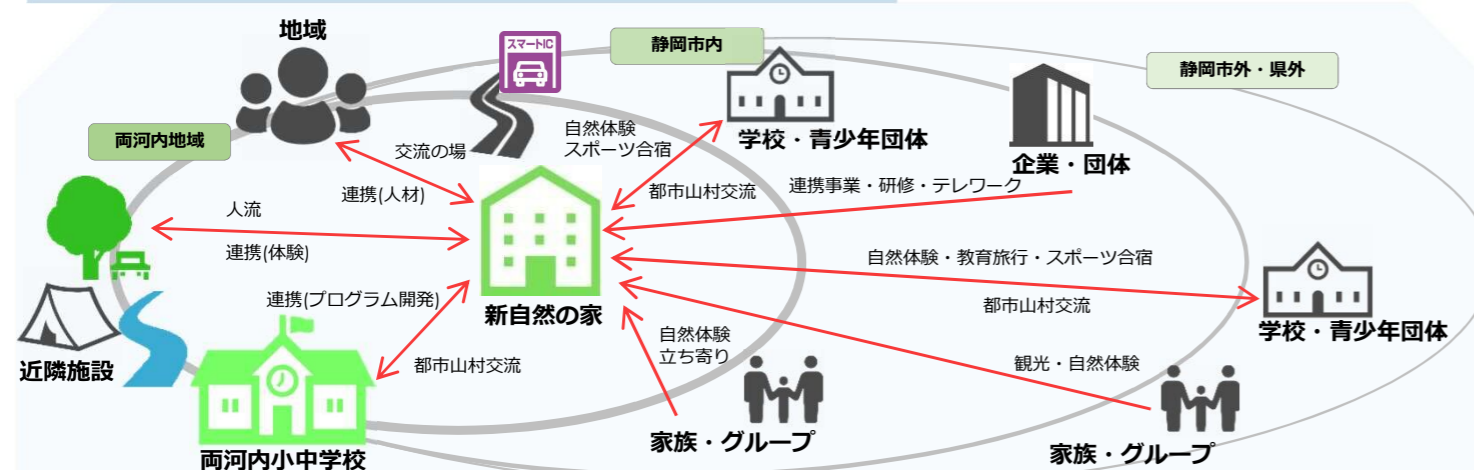 地域
スマートIC
静岡市内
静岡市外・県外
両河内地域
交流の場
連携(人材)
自然体験
スポーツ合宿
学校・青少年団体
都市山村交流
企業・団体
連携事業・研修・テレワーク
人流
連携(体験)
自然体験・教育旅行・スポーツ合宿
都市山村交流
学校・青少年団体
新自然の家
連携(プログラム開発)
都市山村交流
自然体験
立ち寄り
観光・自然体験
近隣施設
両河内小中学校
家族・グループ
家族・グループ